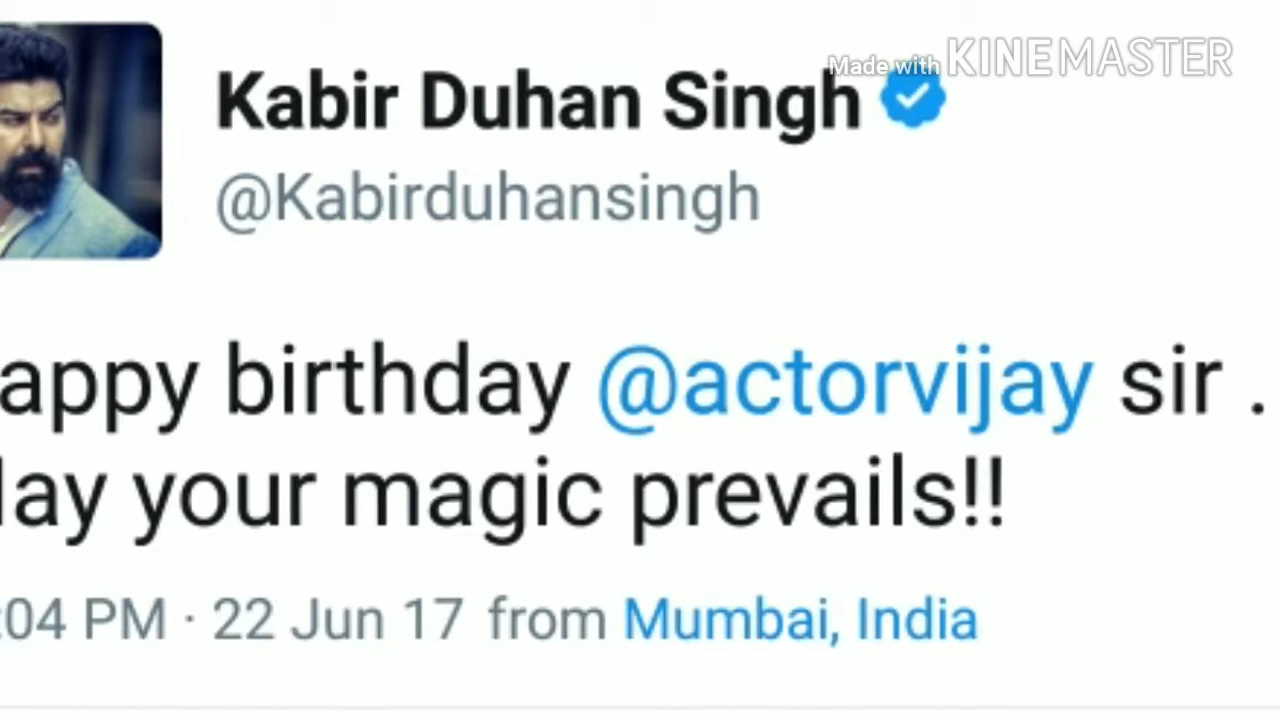 Made with KINEMASTER
Kabir Duhan Singh
@Kabirduhansingh
appy birthday @actorvijay sir .
lay your magic prevails!!
:04 PM · 22 Jun 17 from Mumbai, India